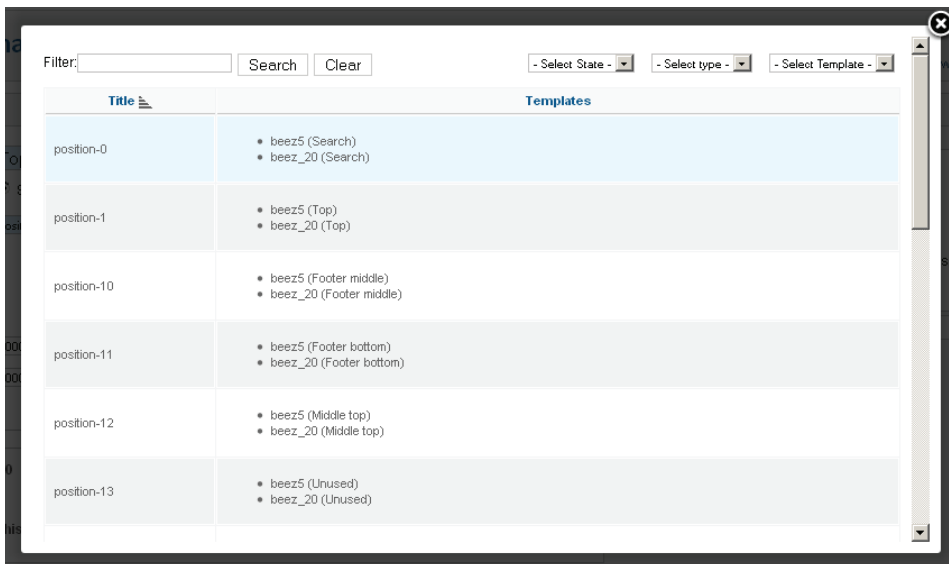 Filter:
Search
Clear
- Select State -
- Select type -
- Select Template -
Title
Templates
position-0
beez5 (Search)
beez_20 (Search)
position-1
beez5 (Top)
beez_20 (Top)
position-10
beez5 (Footer middle)
beez_20 (Footer middle)
position-11
beez5 (Footer bottom)
beez_20 (Footer bottom)
position-12
beez5 (Middle top)
beez_20 (Middle top)
position-13
beez5 (Unused)
beez_20 (Unused)